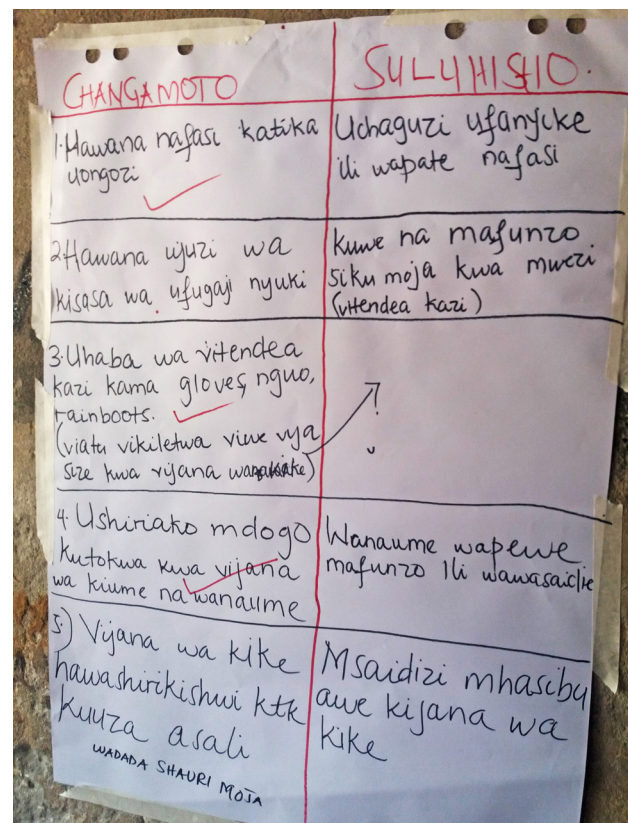 CHANGAMOTO
1. Hawana nafasi katika
uongozi
2 Hawana ujuzi wa
kisasa wa ufugaji nyuki
3. Uhaba wa vitendea
kazi kama gloves, nguo,
rainboots.
(viatu vikiletwa viwe vya
size kwa vijana
4. Ushiriako mdogo
Kutokwa kwa vijana
wa kiume na wanaume
5.) Vijana wa kike
hawashirikishwi ktk
kuuza asali
WADADA SHAURI MOJA
SULUHISHO.
Uchaguzi ufanyike
ili wapate nafasi
Kuwe na mafunzo
siku moja kwa mwezi
(vitendea kazi)
Wanaume wapewe
mafunzo ili wawasaidie
Msaidizi mhasibu
awe kijana wa
kike